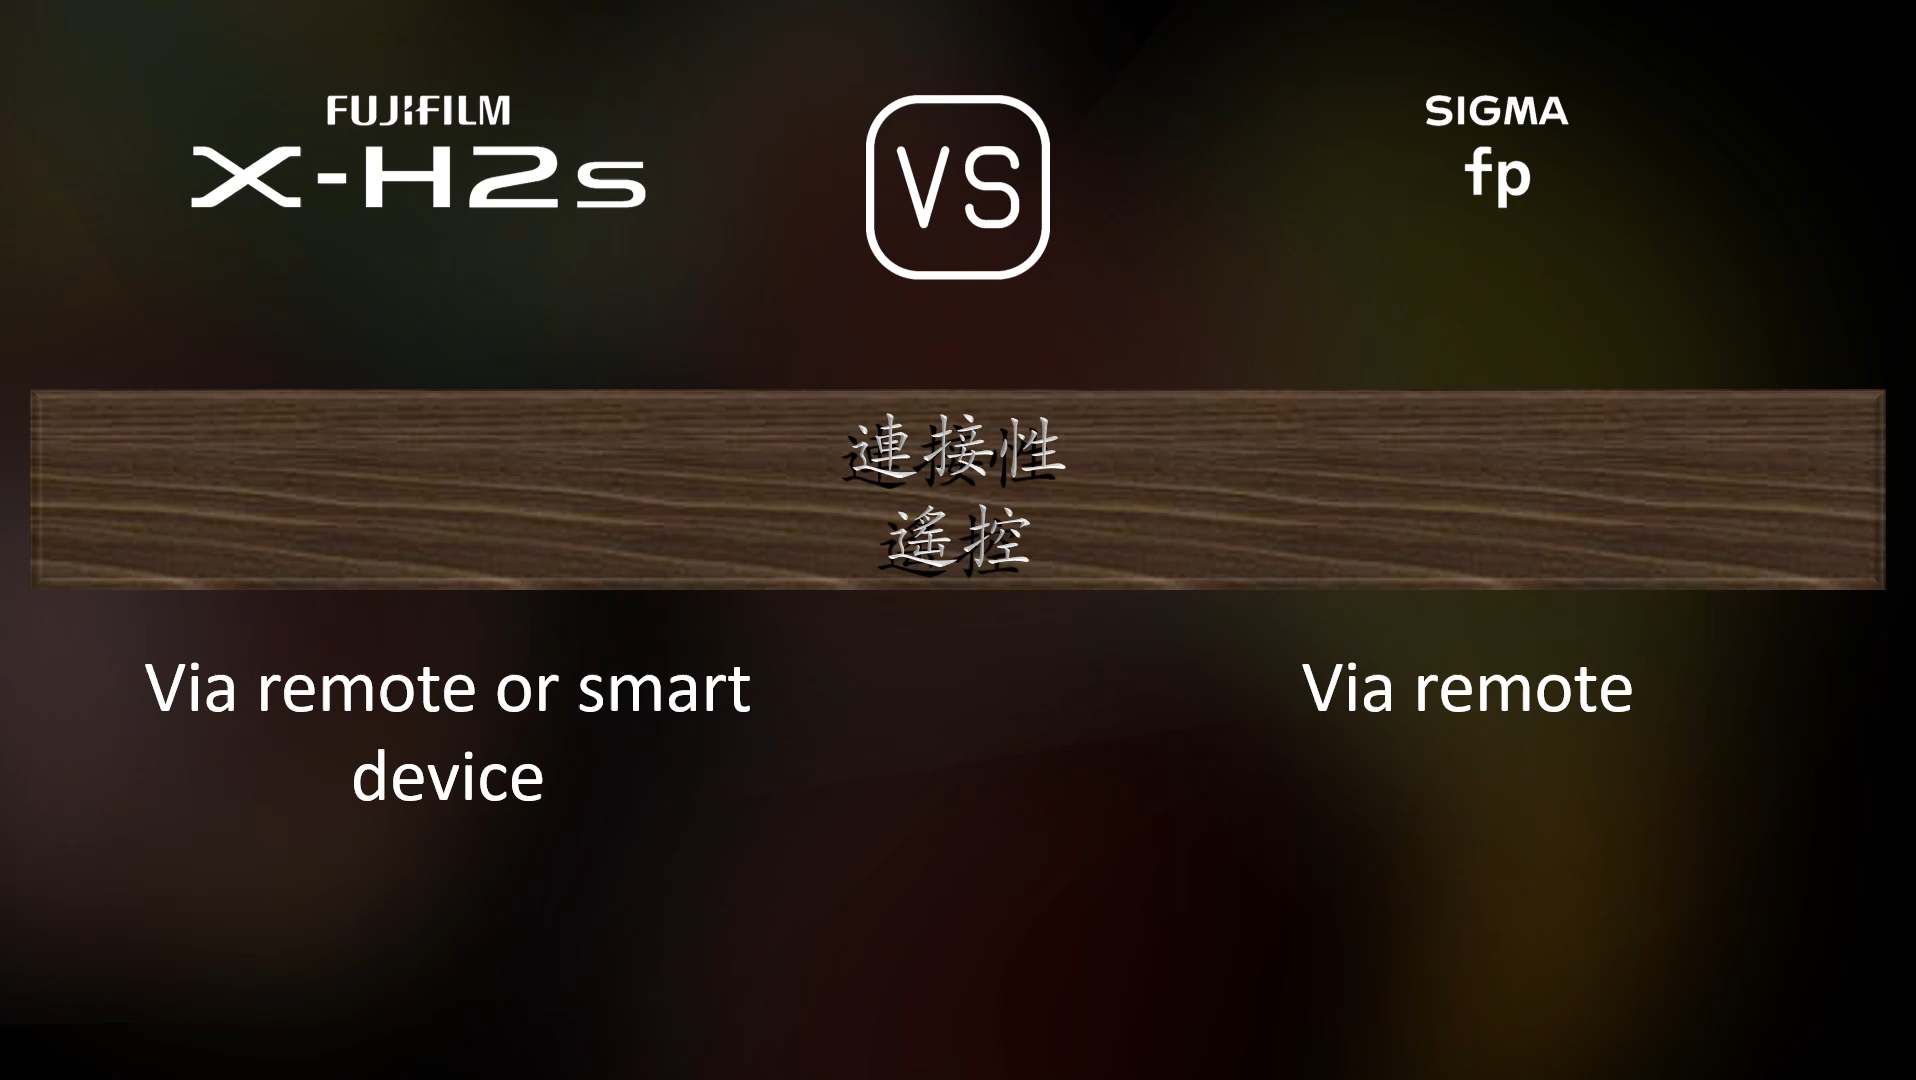 FUJIFILM
X-H2s
VS
SIGMA
fp
連接性
遙控
Via remote or smart
device
Via remote